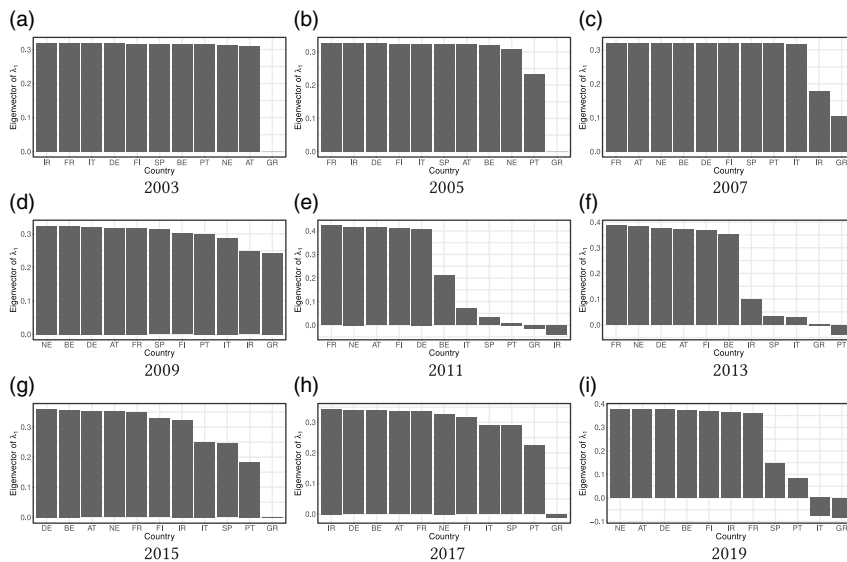 (a)
Eigenvector of λ1
0.3
0.2
0.1
0.0
IR FR IT DE FI SP BE PT NE AT GR
Country
2003
(b)
Eigenvector of λ1
0.3
0.2
0.1
0.0
FR IR DE FI IT SP AT BE NE PT GR
Country
2005
(c)
Eigenvector of λ1
0.3
0.2
0.1
0.0
FR AT NE BE DE FI SP PT IT IR GR
Country
2007
(d)
Eigenvector of λ1
0.3
0.2
0.1
0.0
NE BE DE AT FR SP FI PT IT IR GR
Country
2009
(e)
Eigenvector of λ1
0.4
0.3
0.2
0.1
0.0
FR NE AT FI DE BE IT SP PT GR IR
Country
2011
(f)
Eigenvector of λ1
0.4
0.3
0.2
0.1
0.0
FR NE DE AT FI BE IR SP IT GR PT
Country
2013
(g)
Eigenvector of λ1
0.3
0.2
0.1
0.0
DE BE AT NE FR FI IR IT SP PT GR
Country
2015
(h)
Eigenvector of λ1
0.3
0.2
0.1
0.0
IR DE BE AT FR NE FI IT SP PT GR
Country
2017
(i)
Eigenvector of λ1
0.4
0.3
0.2
0.1
0.0
−0.1
NE AT DE BE FI IR FR SP PT IT GR
Country
2019